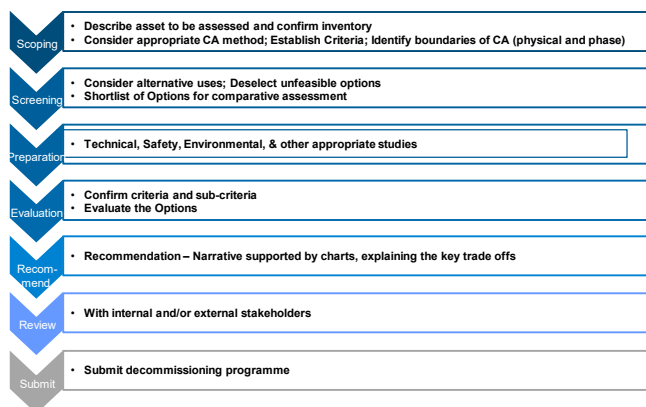 Scoping
• Describe asset to be assessed and confirm inventory
• Consider appropriate CA method; Establish Criteria; Identify boundaries of CA (physical and phase)
Screening
• Consider alternative uses; Deselect unfeasible options
• Shortlist of Options for comparative assessment
Preparation
• Technical, Safety, Environmental, & other appropriate studies
Evaluation
• Confirm criteria and sub-criteria
• Evaluate the Options
Recom-
mend
• Recommendation – Narrative supported by charts, explaining the key trade offs
Review
• With internal and/or external stakeholders
Submit
• Submit decommissioning programme